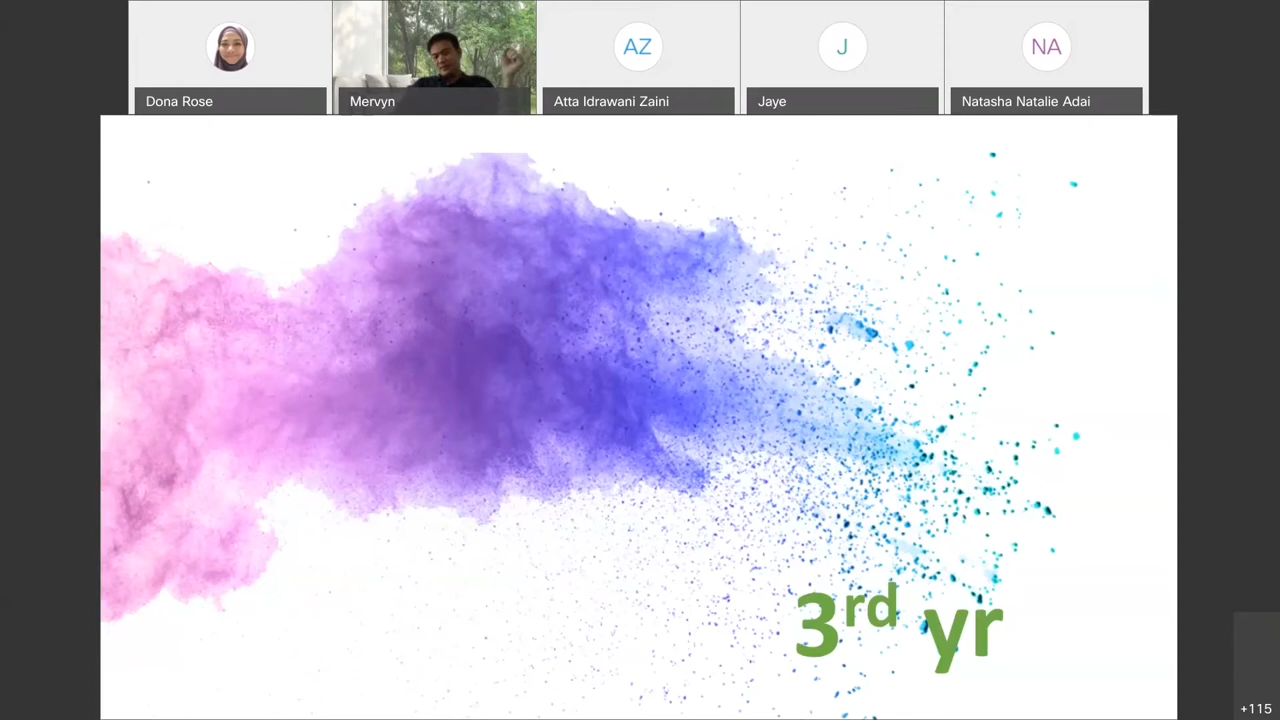 AZ
J
NA
Dona Rose
Mervyn
Atta Idrawani Zaini
Jaye
Natasha Natalie Adai
3rd yr
+115